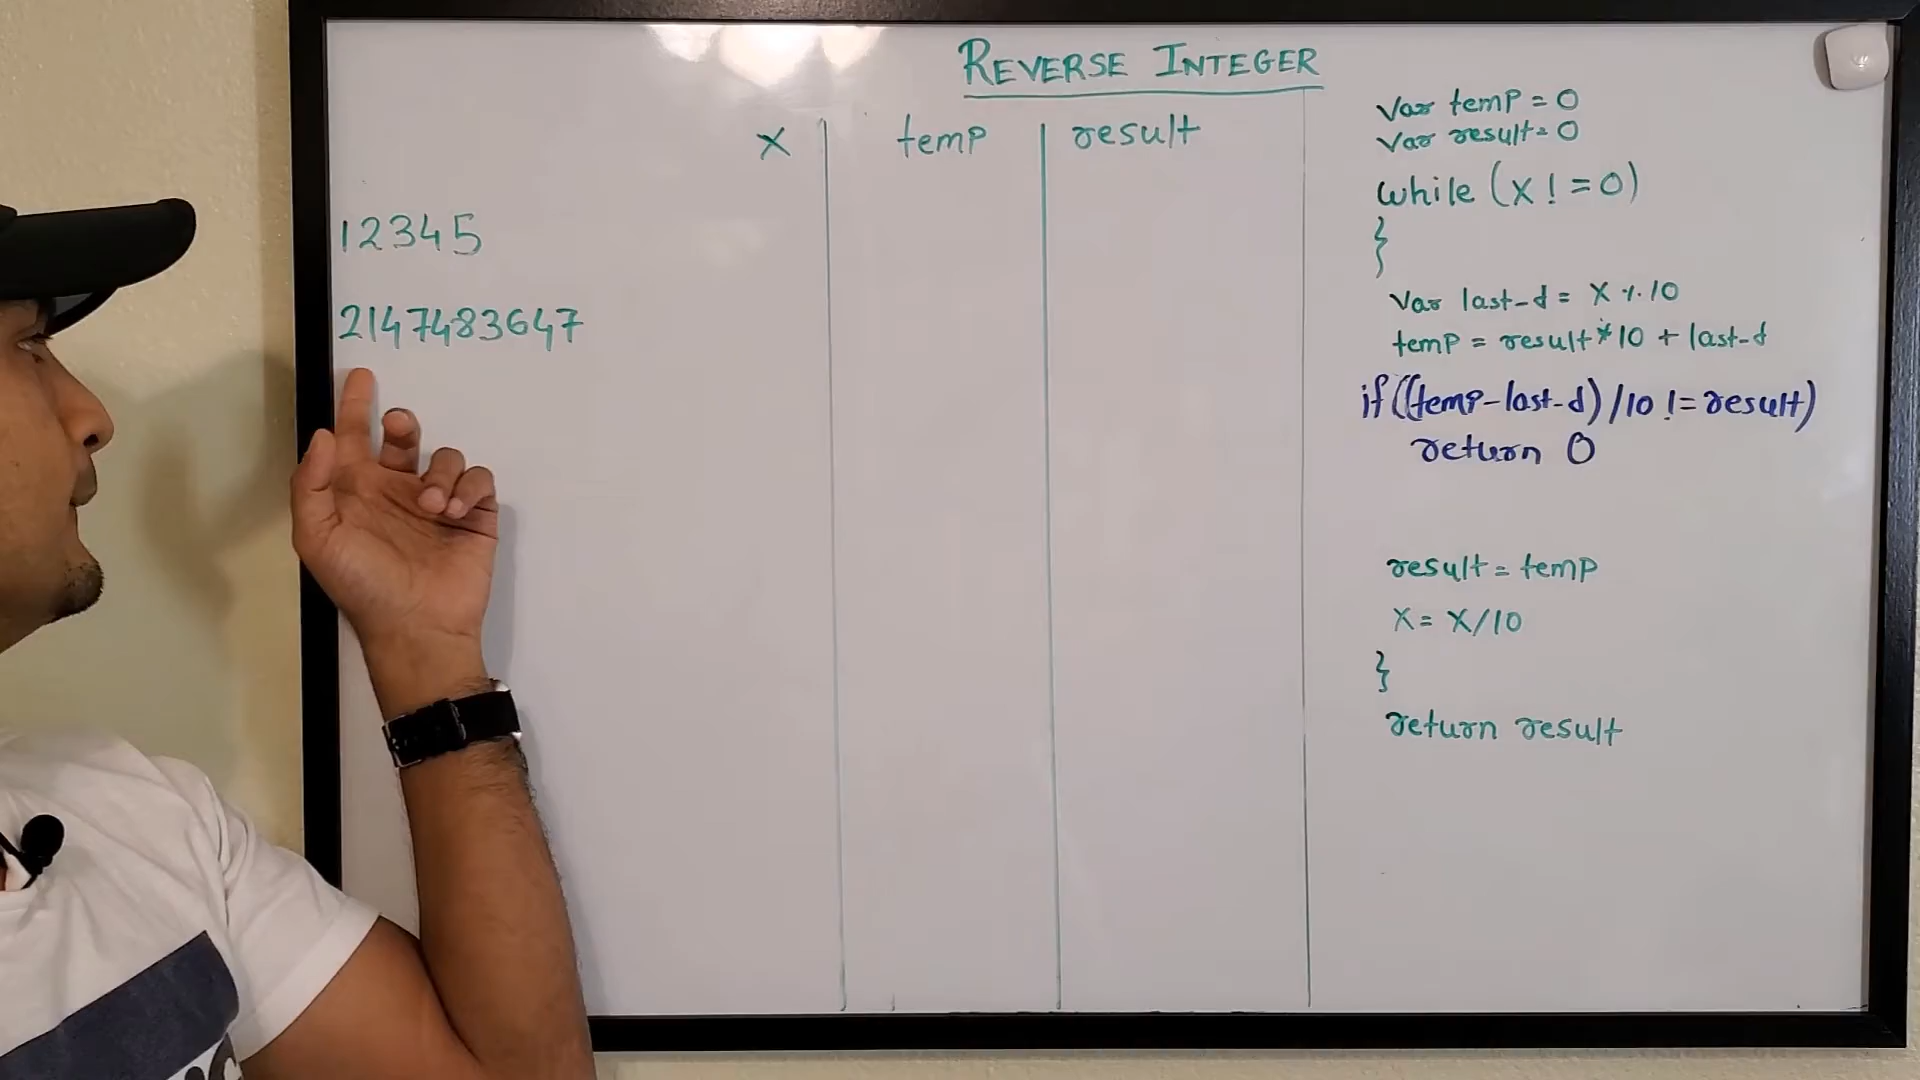 REVERSE INTEGER
x temp result
12345
2147483647
Var temp = 0
Var result = 0
while (x != 0)
}
Var last-d = x % 10
temp = result * 10 + last-d
if ((temp-last-d) / 10 != result)
return 0
result = temp
x = x/10
}
return result